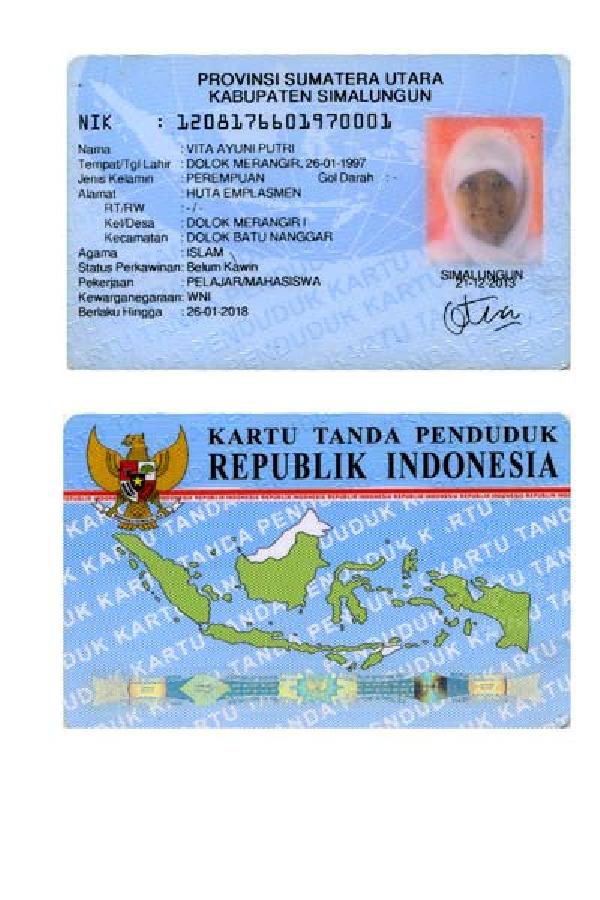 PROVINSI SUMATERA UTARA
KABUPATEN SIMALUNGUN
NIK : 1208176601970001
Nama : VITA AYUNI PUTRI
Tempat/Tgl Lahir : DOLOK MERANGIR, 26-01-1997
Jenis Kelamin : PEREMPUAN Gol Darah : -
Alamat : HUTA EMPLASMEN
RT/RW : -/-
Kel/Desa : DOLOK MERANGIR I
Kecamatan : DOLOK BATU NANGGAR
Agama : ISLAM
Status Perkawinan: Belum Kawin
Pekerjaan : PELAJAR/MAHASISWA
Kewarganegaraan: WNI
Berlaku Hingga : 26-01-2018
SIMALUNGUN
21-12-2013
KARTU TANDA PENDUDUK
REPUBLIK INDONESIA